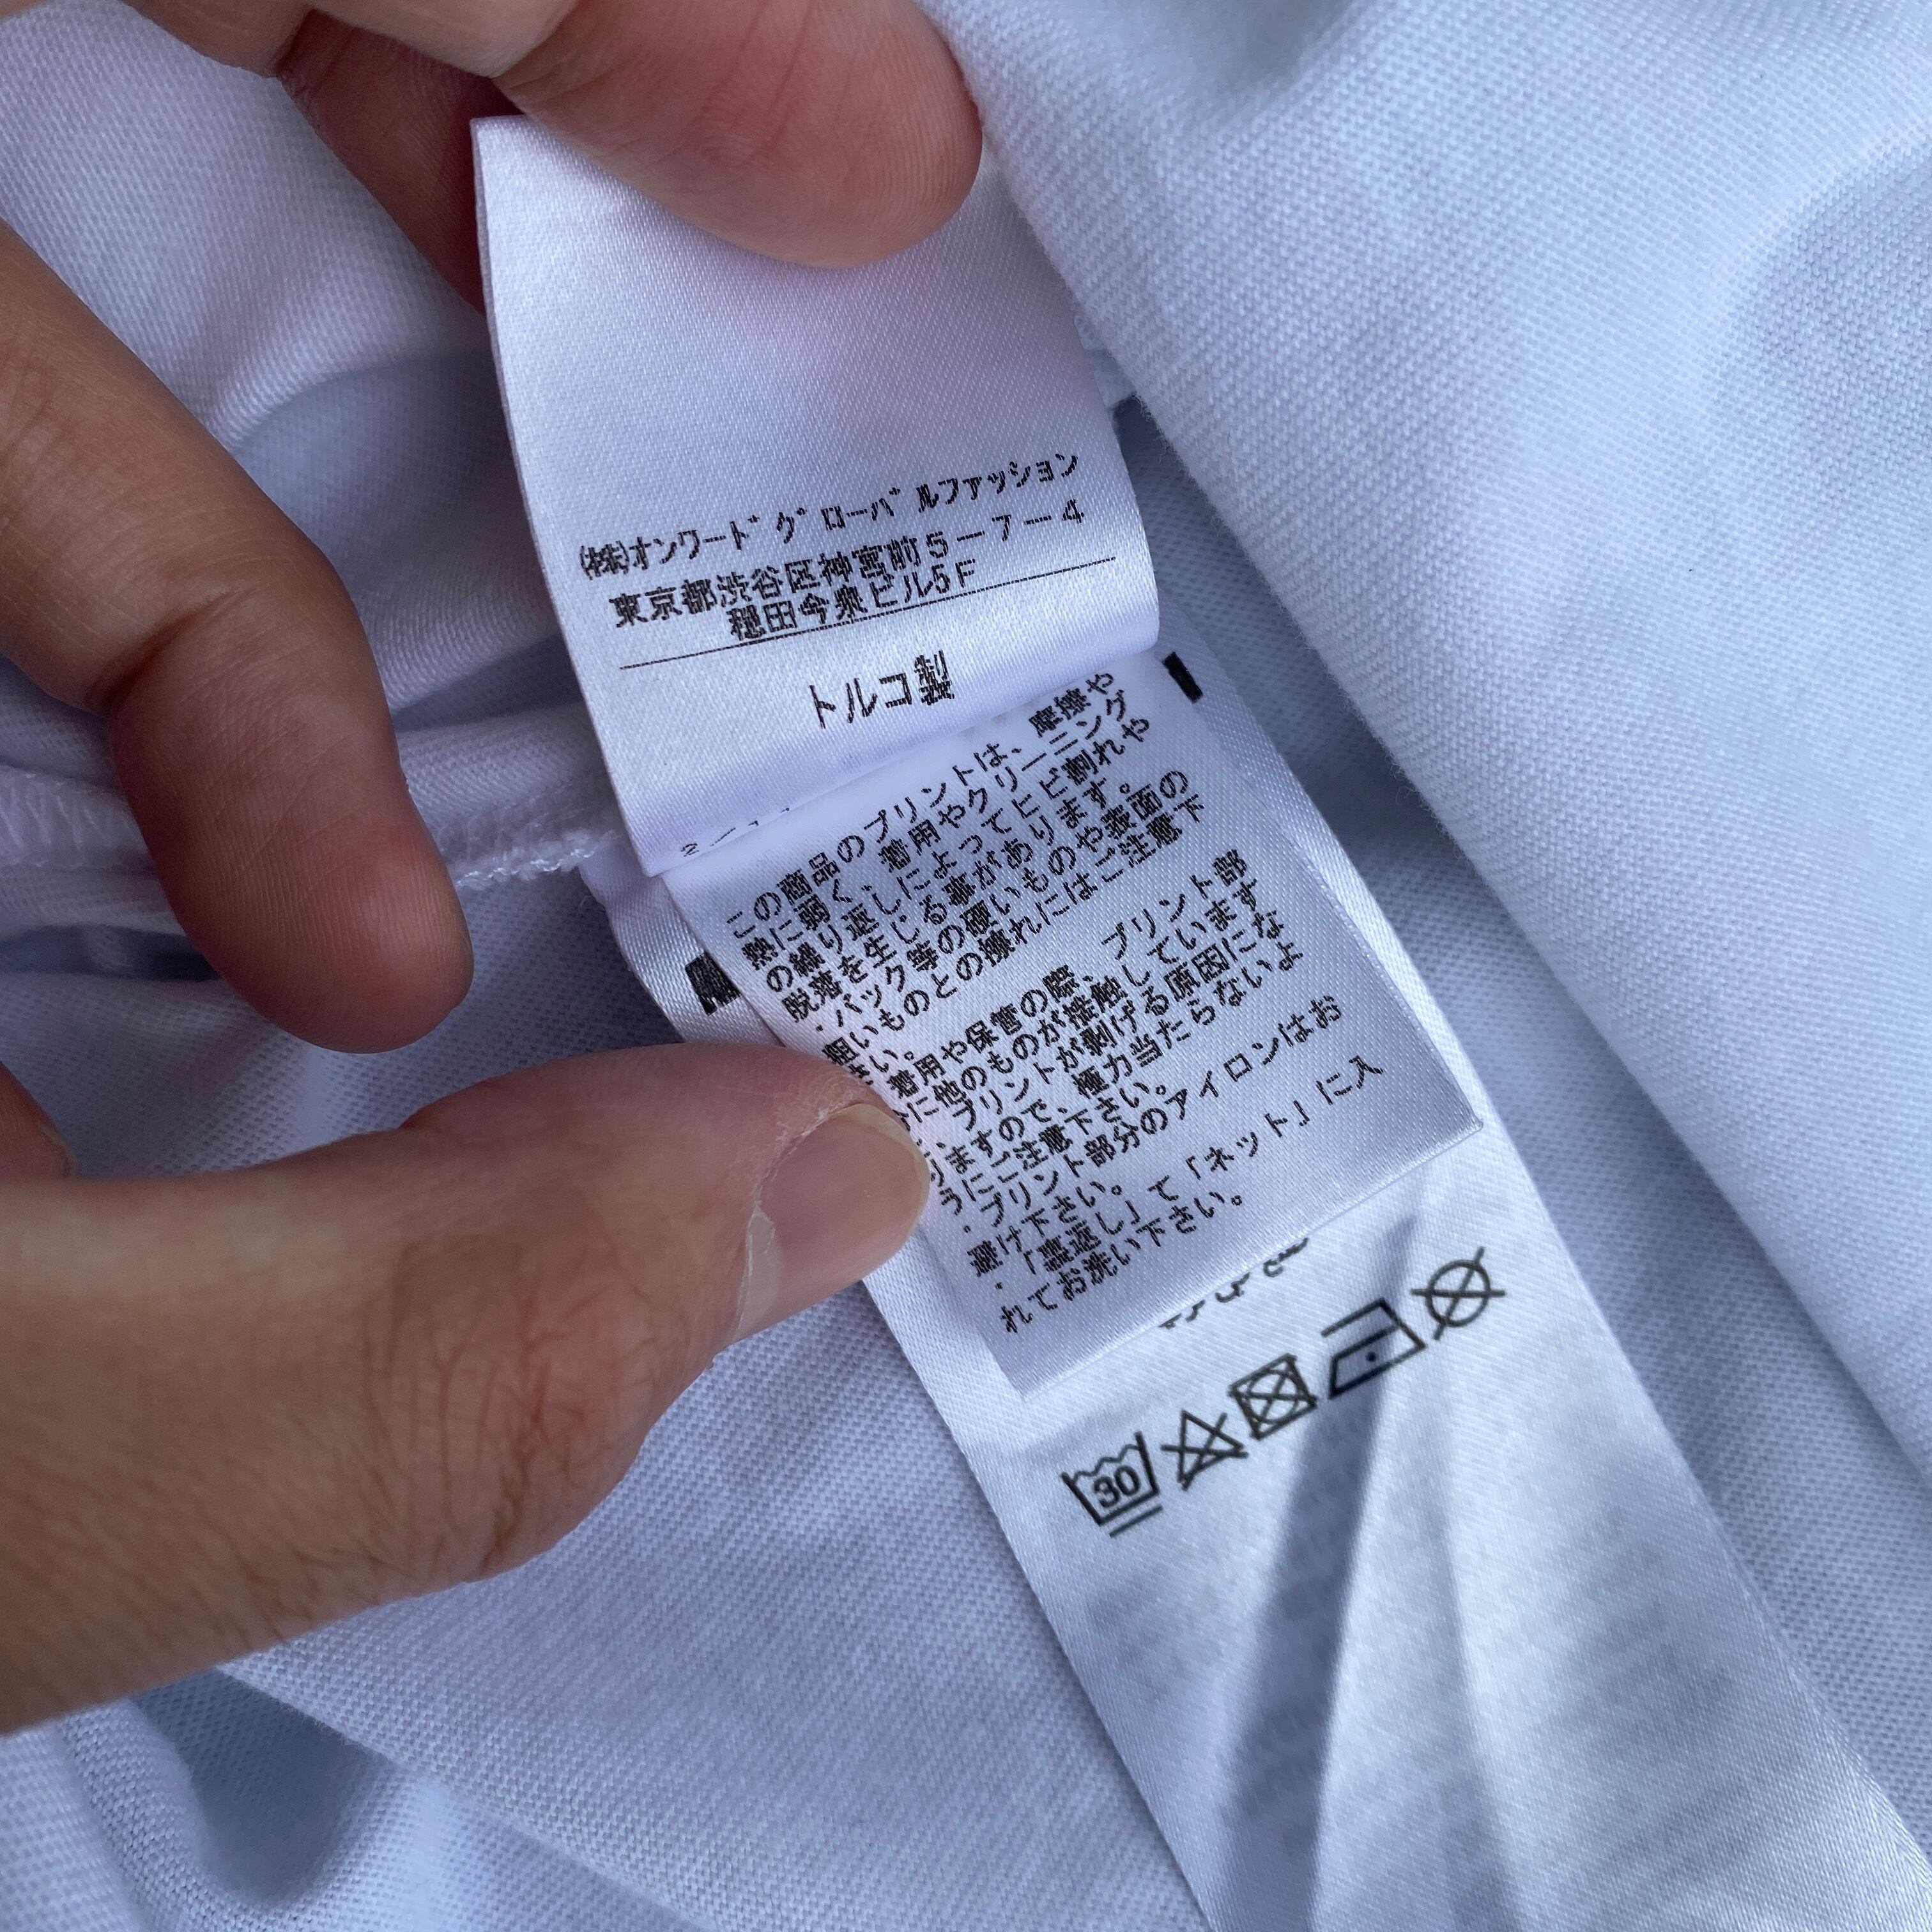 ㈱オンワードグローバルファッション
東京都渋谷区神宮前5−7−4
穏田今泉ビル5F
トルコ製
この商品のプリントは、摩擦や
熱に弱く、着用やクリーニング
の繰り返しによってヒビ割れや
脱落を生じる事があります。
・バック等の硬いものや表面の
粗いものとの擦れにはご注意下
さい。
着用や保管の際、プリント部
に他のものが接触しています
、プリントが剥げる原因にな
りますので、極力当たらないよ
うにご注意下さい。
・プリント部分のアイロンはお
避け下さい。
・「裏返し」て「ネット」に入
れてお洗い下さい。
30